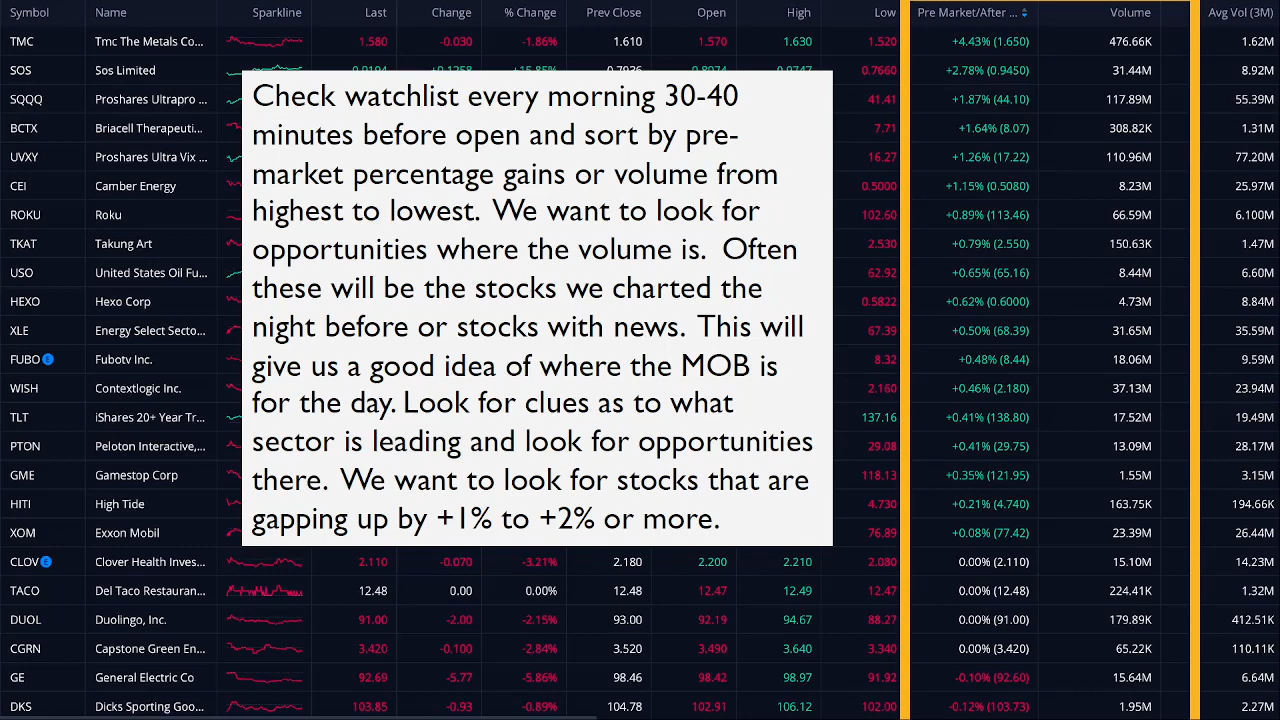 Symbol Name Sparkline Last Change % Change Prev Close Open High Low Pre Market/After ... Volume Avg Vol (3M)
TMC Tmc The Metals Co... 1.580 -0.030 -1.86% 1.610 1.570 1.630 1.520 +4.43% (1.650) 476.66K 1.62M
SOS Sos Limited 0.7660 +2.78% (0.9450) 31.44M 8.92M
SQQQ Proshares Ultrapro ... 41.41 +1.87% (44.10) 117.89M 55.39M
BCTX Briacell Therapeu... 7.71 +1.64% (8.07) 308.82K 1.31M
UVXY Proshares Ultra Vix ... 16.27 +1.26% (17.22) 110.96M 77.20M
CEI Camber Energy 0.5000 +1.15% (0.5080) 8.23M 25.97M
ROKU Roku 102.60 +0.89% (113.46) 66.59M 6.100M
TKAT Takung Art 2.530 +0.79% (2.550) 150.63K 1.47M
USO United States Oil Fu... 62.92 +0.65% (65.16) 8.44M 6.60M
HEXO Hexo Corp 0.5822 +0.62% (0.6000) 4.73M 8.84M
XLE Energy Select Secto... 67.39 +0.50% (68.39) 31.65M 35.59M
FUBO E Fubotv Inc. 8.32 +0.48% (8.44) 18.06M 9.59M
WISH Contextlogic Inc. 2.160 +0.46% (2.180) 37.13M 23.94M
TLT iShares 20+ Year Tr... 137.16 +0.41% (138.80) 17.52M 19.49M
PTON Peloton Interactive... 29.08 +0.41% (29.75) 13.09M 28.17M
GME Gamestop Corp 118.13 +0.35% (121.95) 1.55M 3.15M
HITI High Tide 4.730 +0.21% (4.740) 163.75K 194.66K
XOM Exxon Mobil 76.89 +0.08% (77.42) 23.39M 26.44M
CLOV E Clover Health Inve... 2.110 -0.070 -3.21% 2.180 2.200 2.210 2.080 0.00% (2.110) 15.10M 14.23M
TACO Del Taco Restau... 12.48 0.00 0.00% 12.48 12.47 12.49 12.47 0.00% (12.48) 1.32M
DUOL Duolingo, Inc. 91.00 -2.00 -2.15% 93.00 92.19 94.67 88.27 0.00% (91.00) 412.51K
CGRN Capstone Green En... 3.420 -0.100 -2.84% 3.520 3.490 3.640 3.340 0.00% (3.420) 65.22K
GE General Electric Co 92.69 -5.77 -5.86% 98.46 98.42 98.97 91.92 -0.10% (92.60)
DKS Dicks Sporting Goo... 103.85 -0.93 -0.89% 104.78 102.91 106.12 102.00 -0.12% (103.73) 1.95M 2.27M
Check watchlist every morning 30-40
minutes before open and sort by pre-
market percentage gains or volume from
highest to lowest. We want to look for
opportunities where the volume is. Often
these will be the stocks we charted the
night before or stocks with news. This will
give us a good idea of where the MOB is
for the day. Look for clues as to what
sector is leading and look for opportunities
there. We want to look for stocks that are
gapping up by +1% to +2% or more.